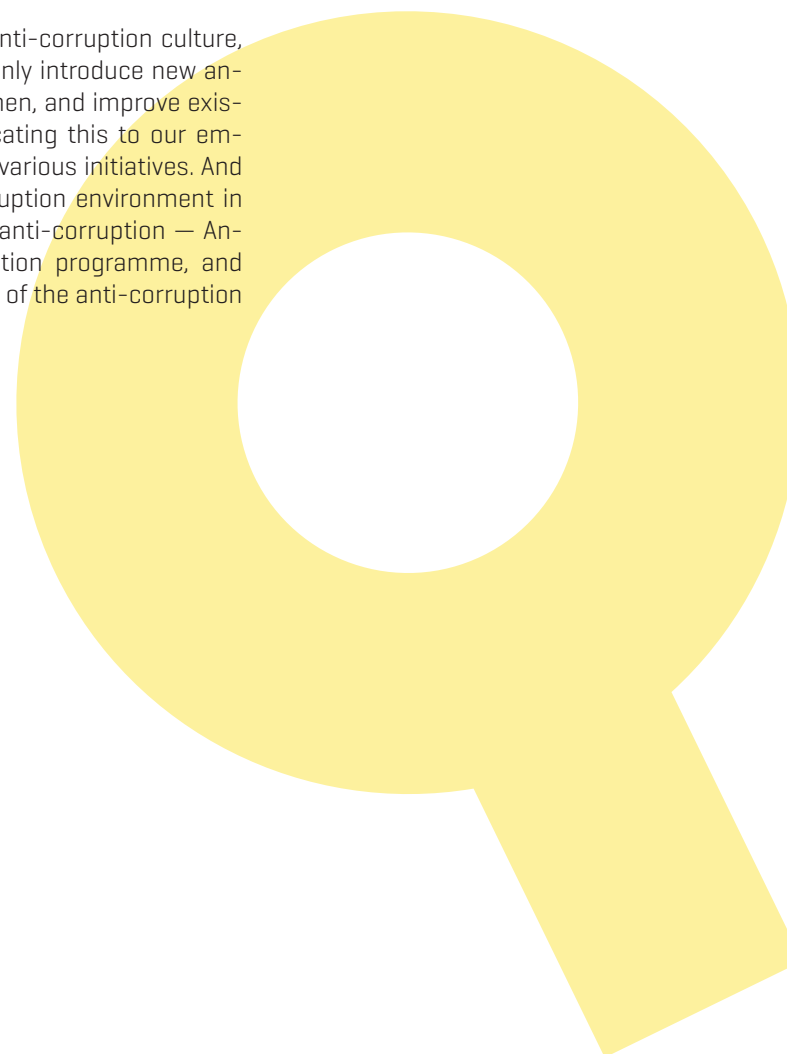 nti-corruption culture,
nly introduce new an-
nen, and improve exis-
cating this to our em-
various initiatives. And
uption environment in
anti-corruption — An-
tion programme, and
of the anti-corruption